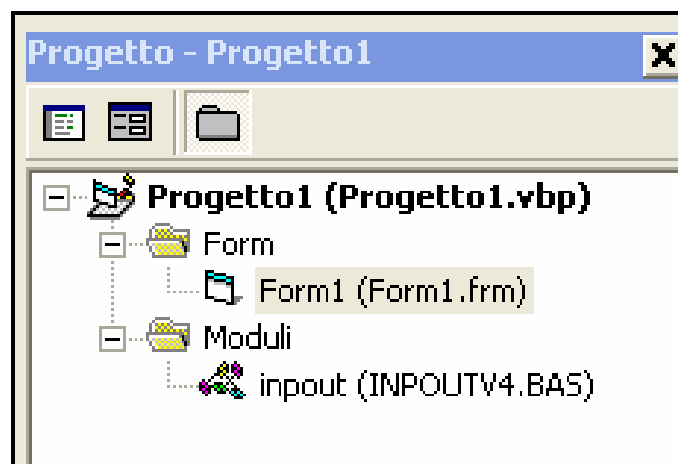 Progetto - Progetto1
Progetto1 (Progetto1.vbp)
Form
Form1 (Form1.frm)
Moduli
inpout (INPOUTV4.BAS)